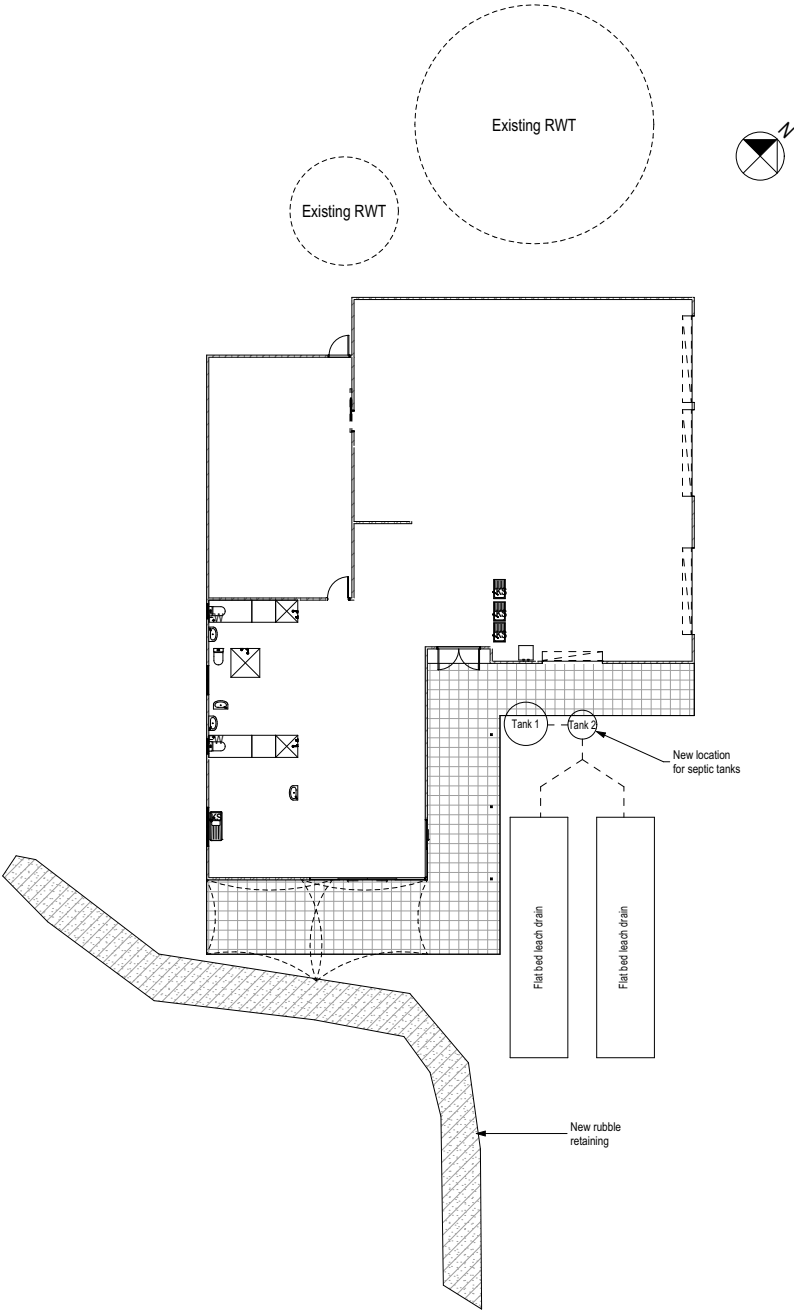 Existing RWT
N
Existing RWT
Tank 1
Tank 2
New location
for septic tanks
Flat bed leach drain
Flat bed leach drain
New rubble
retaining